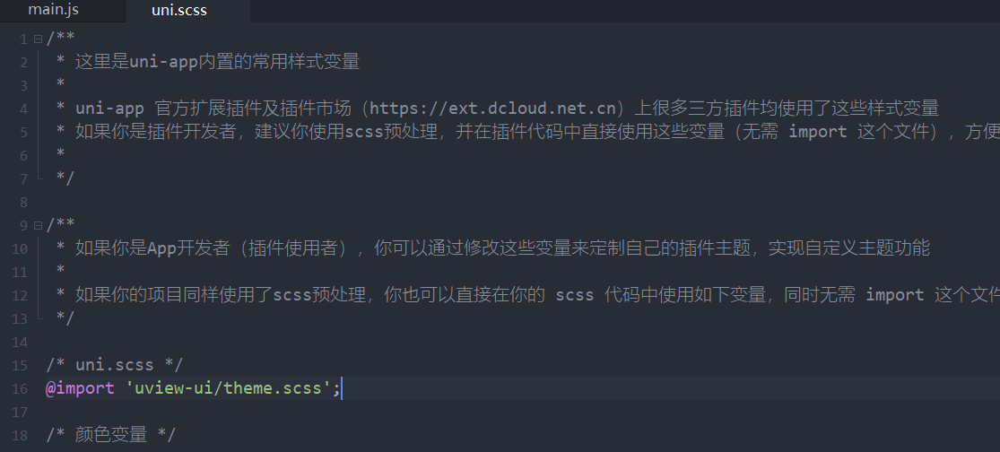 main.js uni.scss
1 /**
2 * 这里是uni-app内置的常用样式变量
3 *
4 * uni-app 官方扩展插件及插件市场（https://ext.dcloud.net.cn）上很多三方插件均使用了这些样式变量
5 * 如果你是插件开发者，建议你使用scss预处理，并在插件代码中直接使用这些变量（无需 import 这个文件），方便
6 *
7 */
8
9 /**
10 * 如果你是App开发者（插件使用者），你可以通过修改这些变量来定制自己的插件主题，实现自定义主题功能
11 *
12 * 如果你的项目同样使用了scss预处理，你也可以直接在你的 scss 代码中使用如下变量，同时无需 import 这个文件
13 */
14
15 /* uni.scss */
16 @import 'uview-ui/theme.scss';
17
18 /* 颜色变量 */